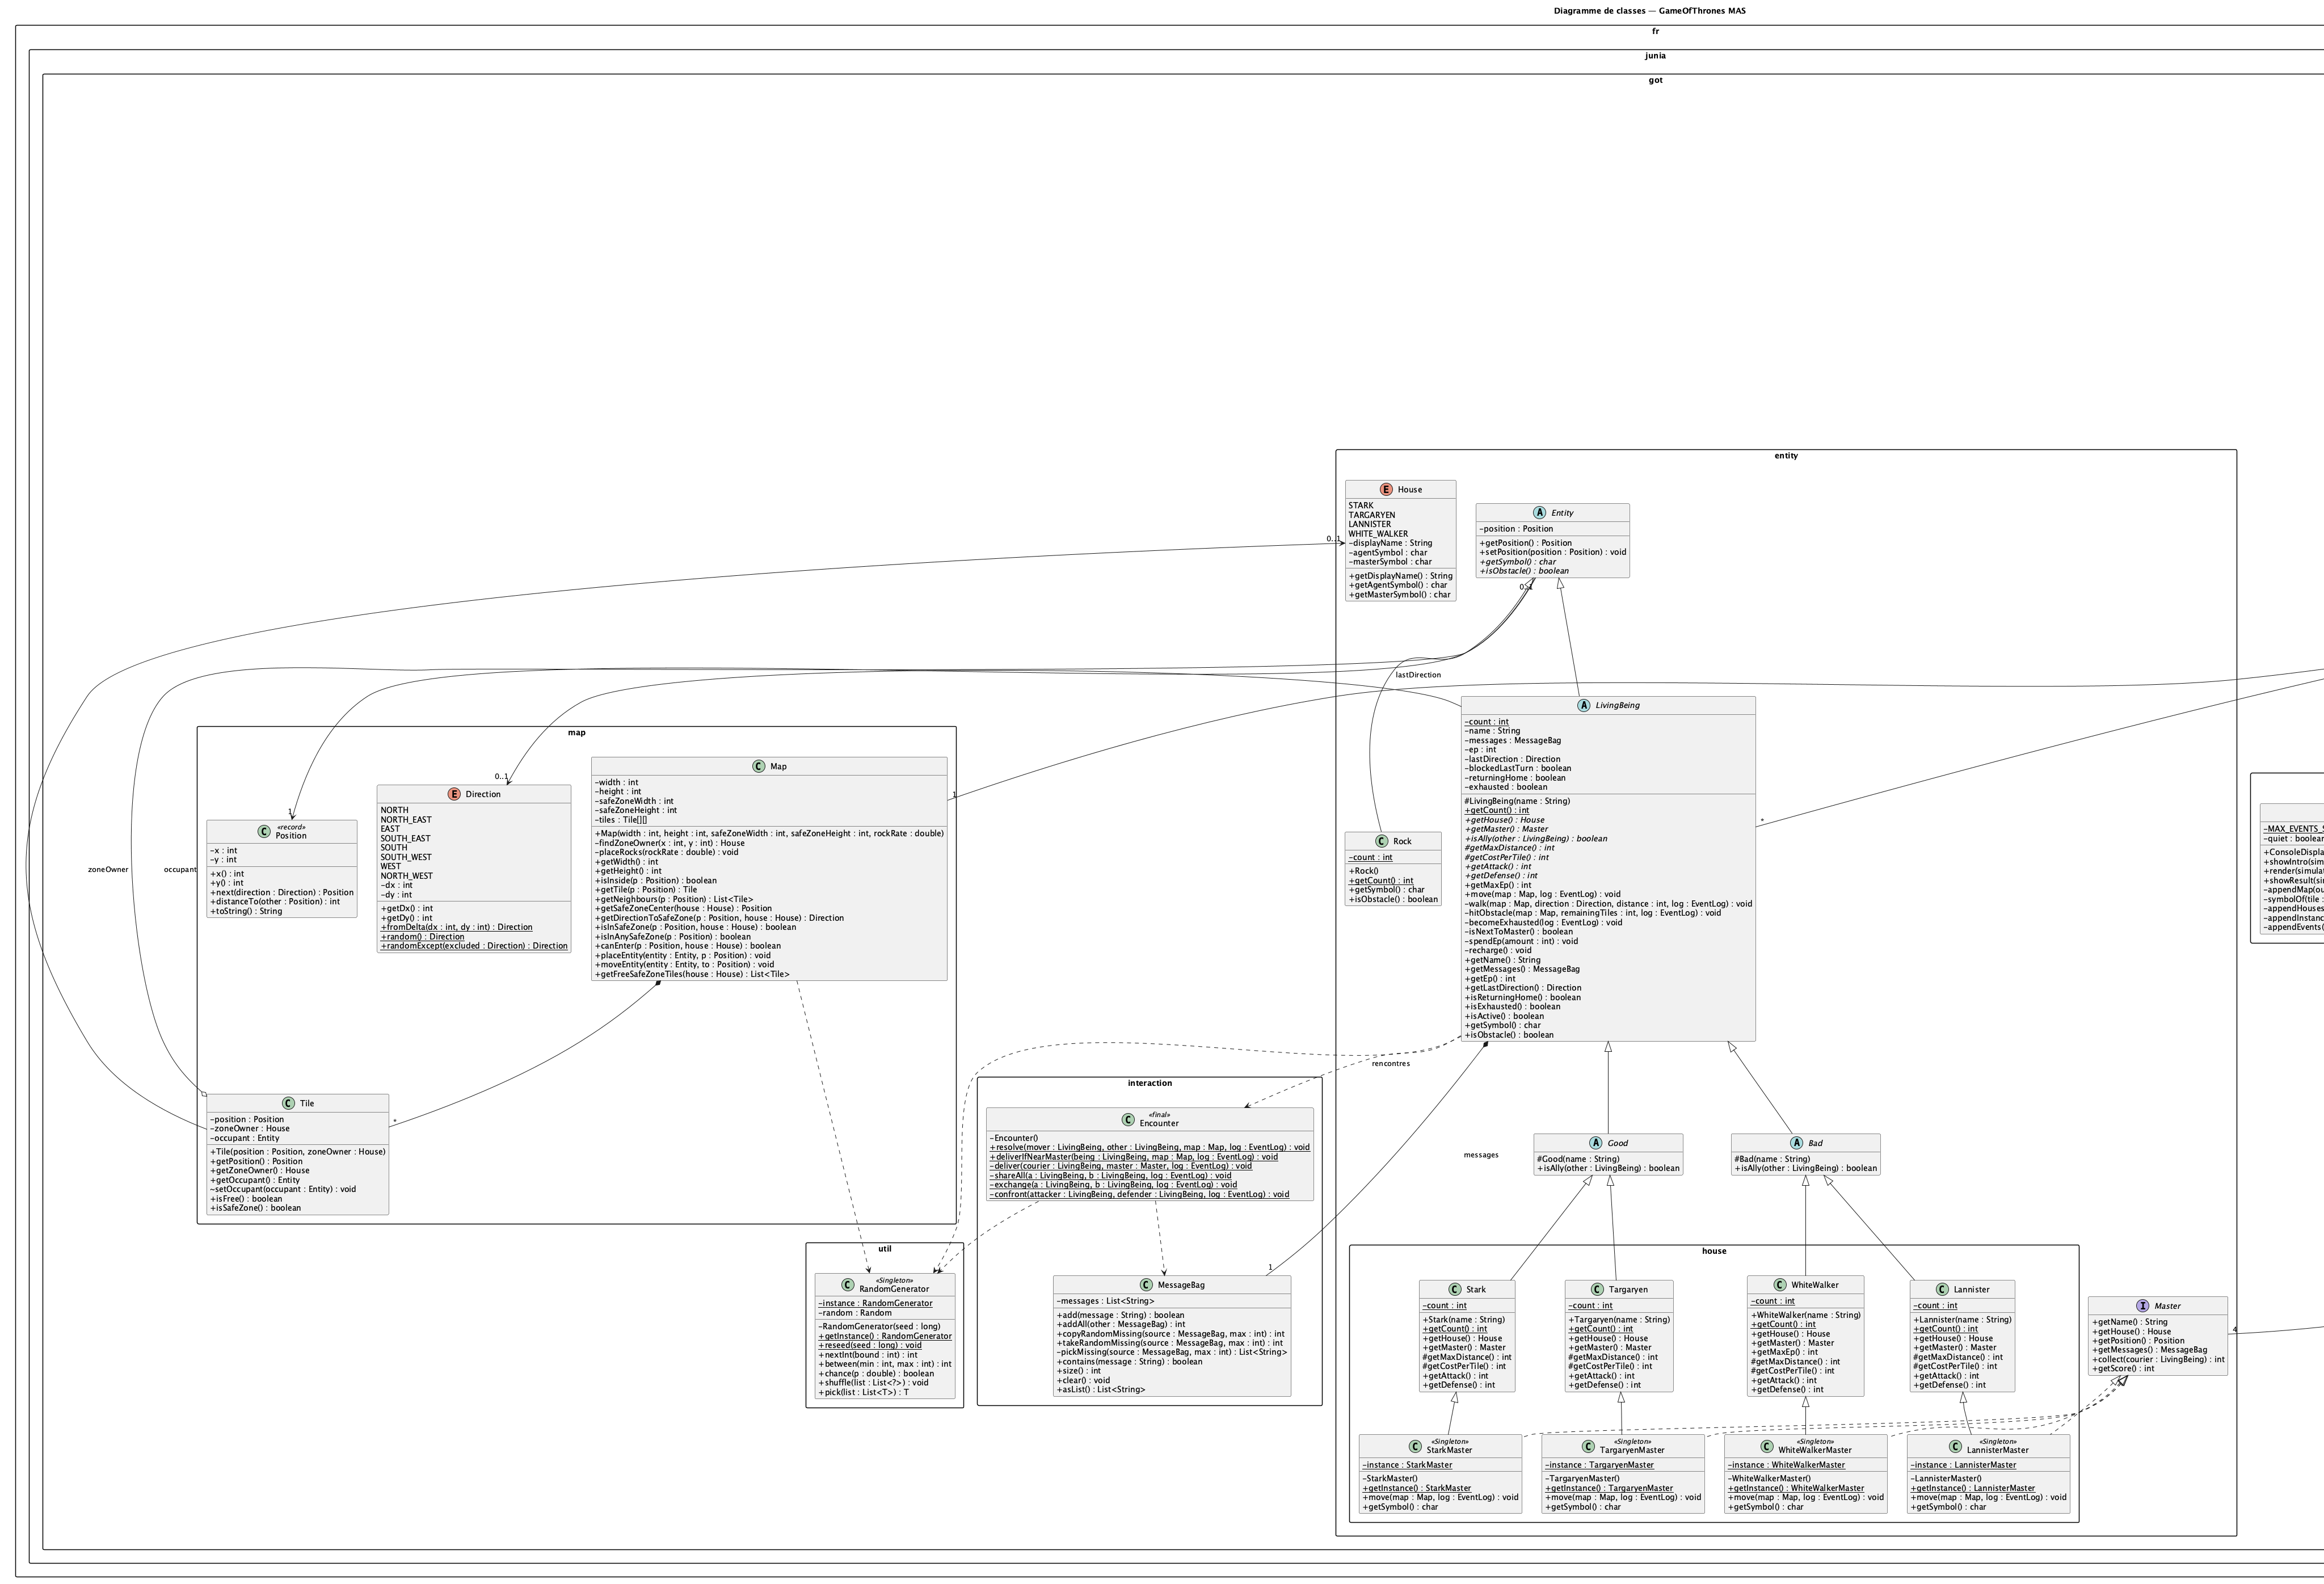 Diagramme de classes — GameOfThrones MAS
fr
junia
got
entity
House
STARK
TARGARYEN
LANNISTER
WHITE_WALKER
-displayName : String
-agentSymbol : char
-masterSymbol : char
+getDisplayName() : String
+getAgentSymbol() : char
+getMasterSymbol() : char
0..1
Entity
-position : Position
+getPosition() : Position
+setPosition(position : Position) : void
+getSymbol() : char
+isObstacle() : boolean
lastDirection
LivingBeing
-count : int
-name : String
-messages : MessageBag
-ep : int
-lastDirection : Direction
-blockedLastTurn : boolean
-returningHome : boolean
-exhausted : boolean
#LivingBeing(name : String)
+getCount() : int
+getHouse() : House
+getMaster() : Master
+isAlly(other : LivingBeing) : boolean
#getMaxDistance() : int
#getCostPerTile() : int
+getAttack() : int
+getDefense() : int
+getMaxEp() : int
+move(map : Map, log : EventLog) : void
-walk(map : Map, direction : Direction, distance : int, log : EventLog) : void
-hitObstacle(map : Map, remainingTiles : int, log : EventLog) : void
-becomeExhausted(log : EventLog) : void
-isNextToMaster() : boolean
-spendEp(amount : int) : void
-recharge() : void
+getName() : String
+getMessages() : MessageBag
+getEp() : int
+getLastDirection() : Direction
+isReturningHome() : boolean
+isExhausted() : boolean
+isActive() : boolean
+getSymbol() : char
+isObstacle() : boolean
*
Rock
-count : int
+Rock()
+getCount() : int
+getSymbol() : char
+isObstacle() : boolean
map
Position
«record»
-x : int
-y : int
+x() : int
+y() : int
+next(direction : Direction) : Position
+distanceTo(other : Position) : int
+toString() : String
1
0..1
Direction
NORTH
NORTH_EAST
EAST
SOUTH_EAST
SOUTH
SOUTH_WEST
WEST
NORTH_WEST
-dx : int
-dy : int
+getDx() : int
+getDy() : int
+fromDelta(dx : int, dy : int) : Direction
+random() : Direction
+randomExcept(excluded : Direction) : Direction
Map
-width : int
-height : int
-safeZoneWidth : int
-safeZoneHeight : int
-tiles : Tile[][]
+Map(width : int, height : int, safeZoneWidth : int, safeZoneHeight : int, rockRate : double)
-findZoneOwner(x : int, y : int) : House
-placeRocks(rockRate : double) : void
+getWidth() : int
+getHeight() : int
+isInside(p : Position) : boolean
+getTile(p : Position) : Tile
+getNeighbours(p : Position) : List<Tile>
+getSafeZoneCenter(house : House) : Position
+getDirectionToSafeZone(p : Position, house : House) : Direction
+isInSafeZone(p : Position, house : House) : boolean
+isInAnySafeZone(p : Position) : boolean
+canEnter(p : Position, house : House) : boolean
+placeEntity(entity : Entity, p : Position) : void
+moveEntity(entity : Entity, to : Position) : void
+getFreeSafeZoneTiles(house : House) : List<Tile>
1
zoneOwner
occupant
Tile
-position : Position
-zoneOwner : House
-occupant : Entity
+Tile(position : Position, zoneOwner : House)
+getPosition() : Position
+getZoneOwner() : House
+getOccupant() : Entity
~setOccupant(occupant : Entity) : void
+isFree() : boolean
+isSafeZone() : boolean
*
interaction
rencontres
«final»
Encounter
-Encounter()
+resolve(mover : LivingBeing, other : LivingBeing, map : Map, log : EventLog) : void
+deliverIfNearMaster(being : LivingBeing, map : Map, log : EventLog) : void
-deliver(courier : LivingBeing, master : Master, log : EventLog) : void
-shareAll(a : LivingBeing, b : LivingBeing, log : EventLog) : void
-exchange(a : LivingBeing, b : LivingBeing, log : EventLog) : void
-confront(attacker : LivingBeing, defender : LivingBeing, log : EventLog) : void
messages
1
MessageBag
-messages : List<String>
+add(message : String) : boolean
+addAll(other : MessageBag) : int
+copyRandomMissing(source : MessageBag, max : int) : int
+takeRandomMissing(source : MessageBag, max : int) : int
-pickMissing(source : MessageBag, max : int) : List<String>
+contains(message : String) : boolean
+size() : int
+clear() : void
+asList() : List<String>
util
«Singleton»
RandomGenerator
-instance : RandomGenerator
-random : Random
-RandomGenerator(seed : long)
+getInstance() : RandomGenerator
+reseed(seed : long) : void
+nextInt(bound : int) : int
+between(min : int, max : int) : int
+chance(p : double) : boolean
+shuffle(list : List<?>) : void
+pick(list : List<T>) : T
Good
#Good(name : String)
+isAlly(other : LivingBeing) : boolean
Bad
#Bad(name : String)
+isAlly(other : LivingBeing) : boolean
house
Stark
-count : int
+Stark(name : String)
+getCount() : int
+getHouse() : House
+getMaster() : Master
#getMaxDistance() : int
#getCostPerTile() : int
+getAttack() : int
+getDefense() : int
Targaryen
-count : int
+Targaryen(name : String)
+getCount() : int
+getHouse() : House
+getMaster() : Master
#getMaxDistance() : int
#getCostPerTile() : int
+getAttack() : int
+getDefense() : int
WhiteWalker
-count : int
+WhiteWalker(name : String)
+getCount() : int
+getHouse() : House
+getMaster() : Master
+getMaxEp() : int
#getMaxDistance() : int
#getCostPerTile() : int
+getAttack() : int
+getDefense() : int
Lannister
-count : int
+Lannister(name : String)
+getCount() : int
+getHouse() : House
+getMaster() : Master
#getMaxDistance() : int
#getCostPerTile() : int
+getAttack() : int
+getDefense() : int
Master
+getName() : String
+getHouse() : House
+getPosition() : Position
+getMessages() : MessageBag
+collect(courier : LivingBeing) : int
+getScore() : int
4
«Singleton»
StarkMaster
-instance : StarkMaster
-StarkMaster()
+getInstance() : StarkMaster
+move(map : Map, log : EventLog) : void
+getSymbol() : char
«Singleton»
TargaryenMaster
-instance : TargaryenMaster
-TargaryenMaster()
+getInstance() : TargaryenMaster
+move(map : Map, log : EventLog) : void
+getSymbol() : char
«Singleton»
WhiteWalkerMaster
-instance : WhiteWalkerMaster
-WhiteWalkerMaster()
+getInstance() : WhiteWalkerMaster
+move(map : Map, log : EventLog) : void
+getSymbol() : char
«Singleton»
LannisterMaster
-instance : LannisterMaster
-LannisterMaster()
+getInstance() : LannisterMaster
+move(map : Map, log : EventLog) : void
+getSymbol() : char
-MAX_EVENTS_
-quiet : boolean
+ConsoleDispla
+showIntro(sim
+render(simulat
+showResult(si
-appendMap(ou
-symbolOf(tile :
-appendHouses
-appendInstanc
-appendEvents(